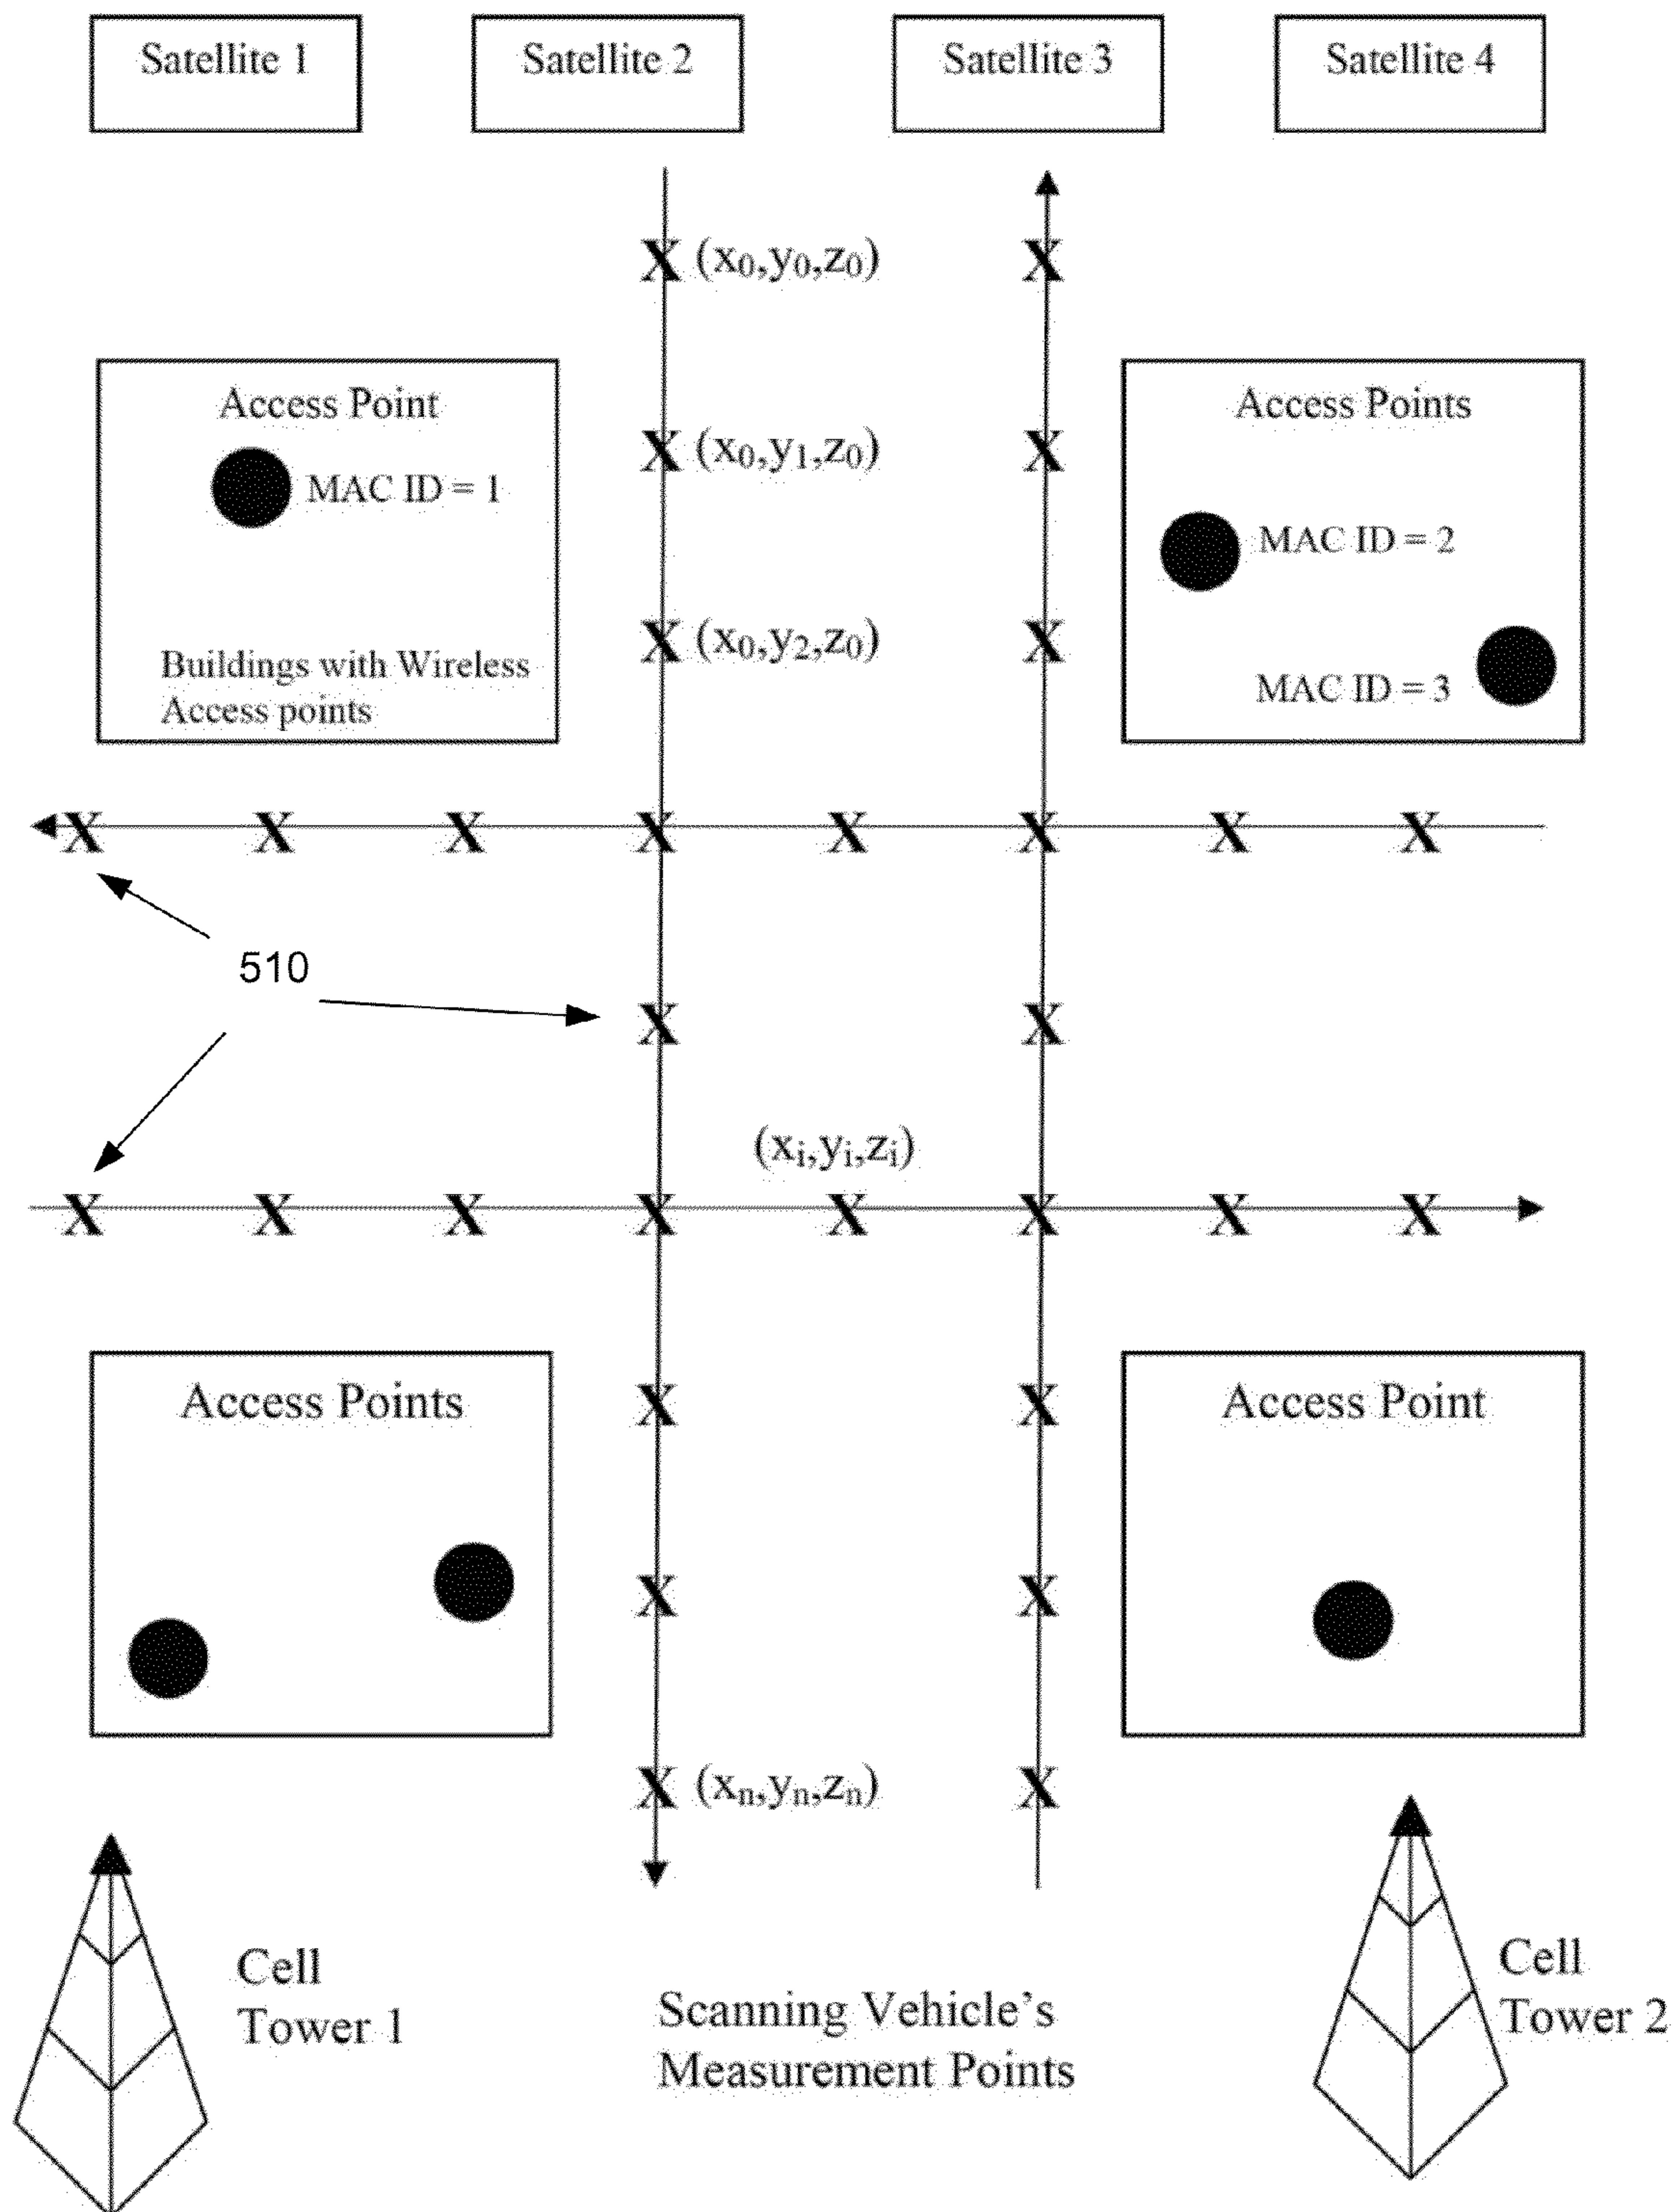 Satellite 1
Satellite 2
Satellite 3
Satellite 4
X (x₀,y₀,z₀) X
Access Point
MAC ID = 1
Buildings with Wireless
Access points
X (x₀,y₁,z₀) X
X (x₀,y₂,z₀) X
Access Points
MAC ID = 2
MAC ID = 3
X X X X X X X X
510
X X
(xᵢ,yᵢ,zᵢ)
X X X X X X X X
Access Points
X X
X X
Access Point
X (xₙ,yₙ,zₙ) X
Cell
Tower 1
Scanning Vehicle's
Measurement Points
Cell
Tower 2